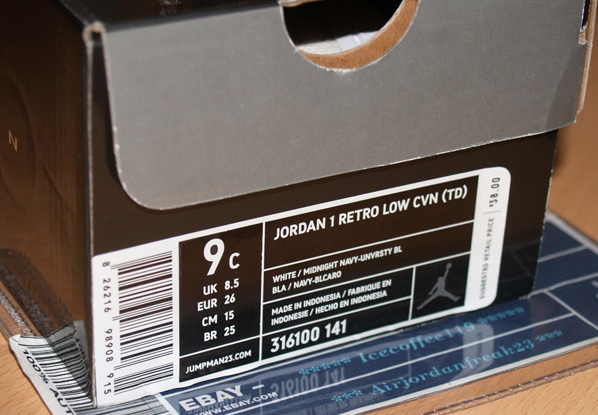 Z
JORDAN 1 RETRO LOW CVN (TD)
9 C
UK 8.5
EUR 26
CM 15
BR 25
JUMPMAN23.COM
WHITE / MIDNIGHT NAVY-UNVRSTY BL
BLA / NAVY-BLCARO
MADE IN INDONESIA / FABRIQUE EN
INDONESIE / HECHO EN INDONESIA
316100 141
SUGGESTED RETAIL PRICE $38.00
8 26216 98908 9 15
100%
EBAY -
WWW.EBAY.COM
☆☆☆☆☆ Icecoffee119 ☆☆☆☆☆
☆☆☆ Airjordanfreak23 ☆☆☆